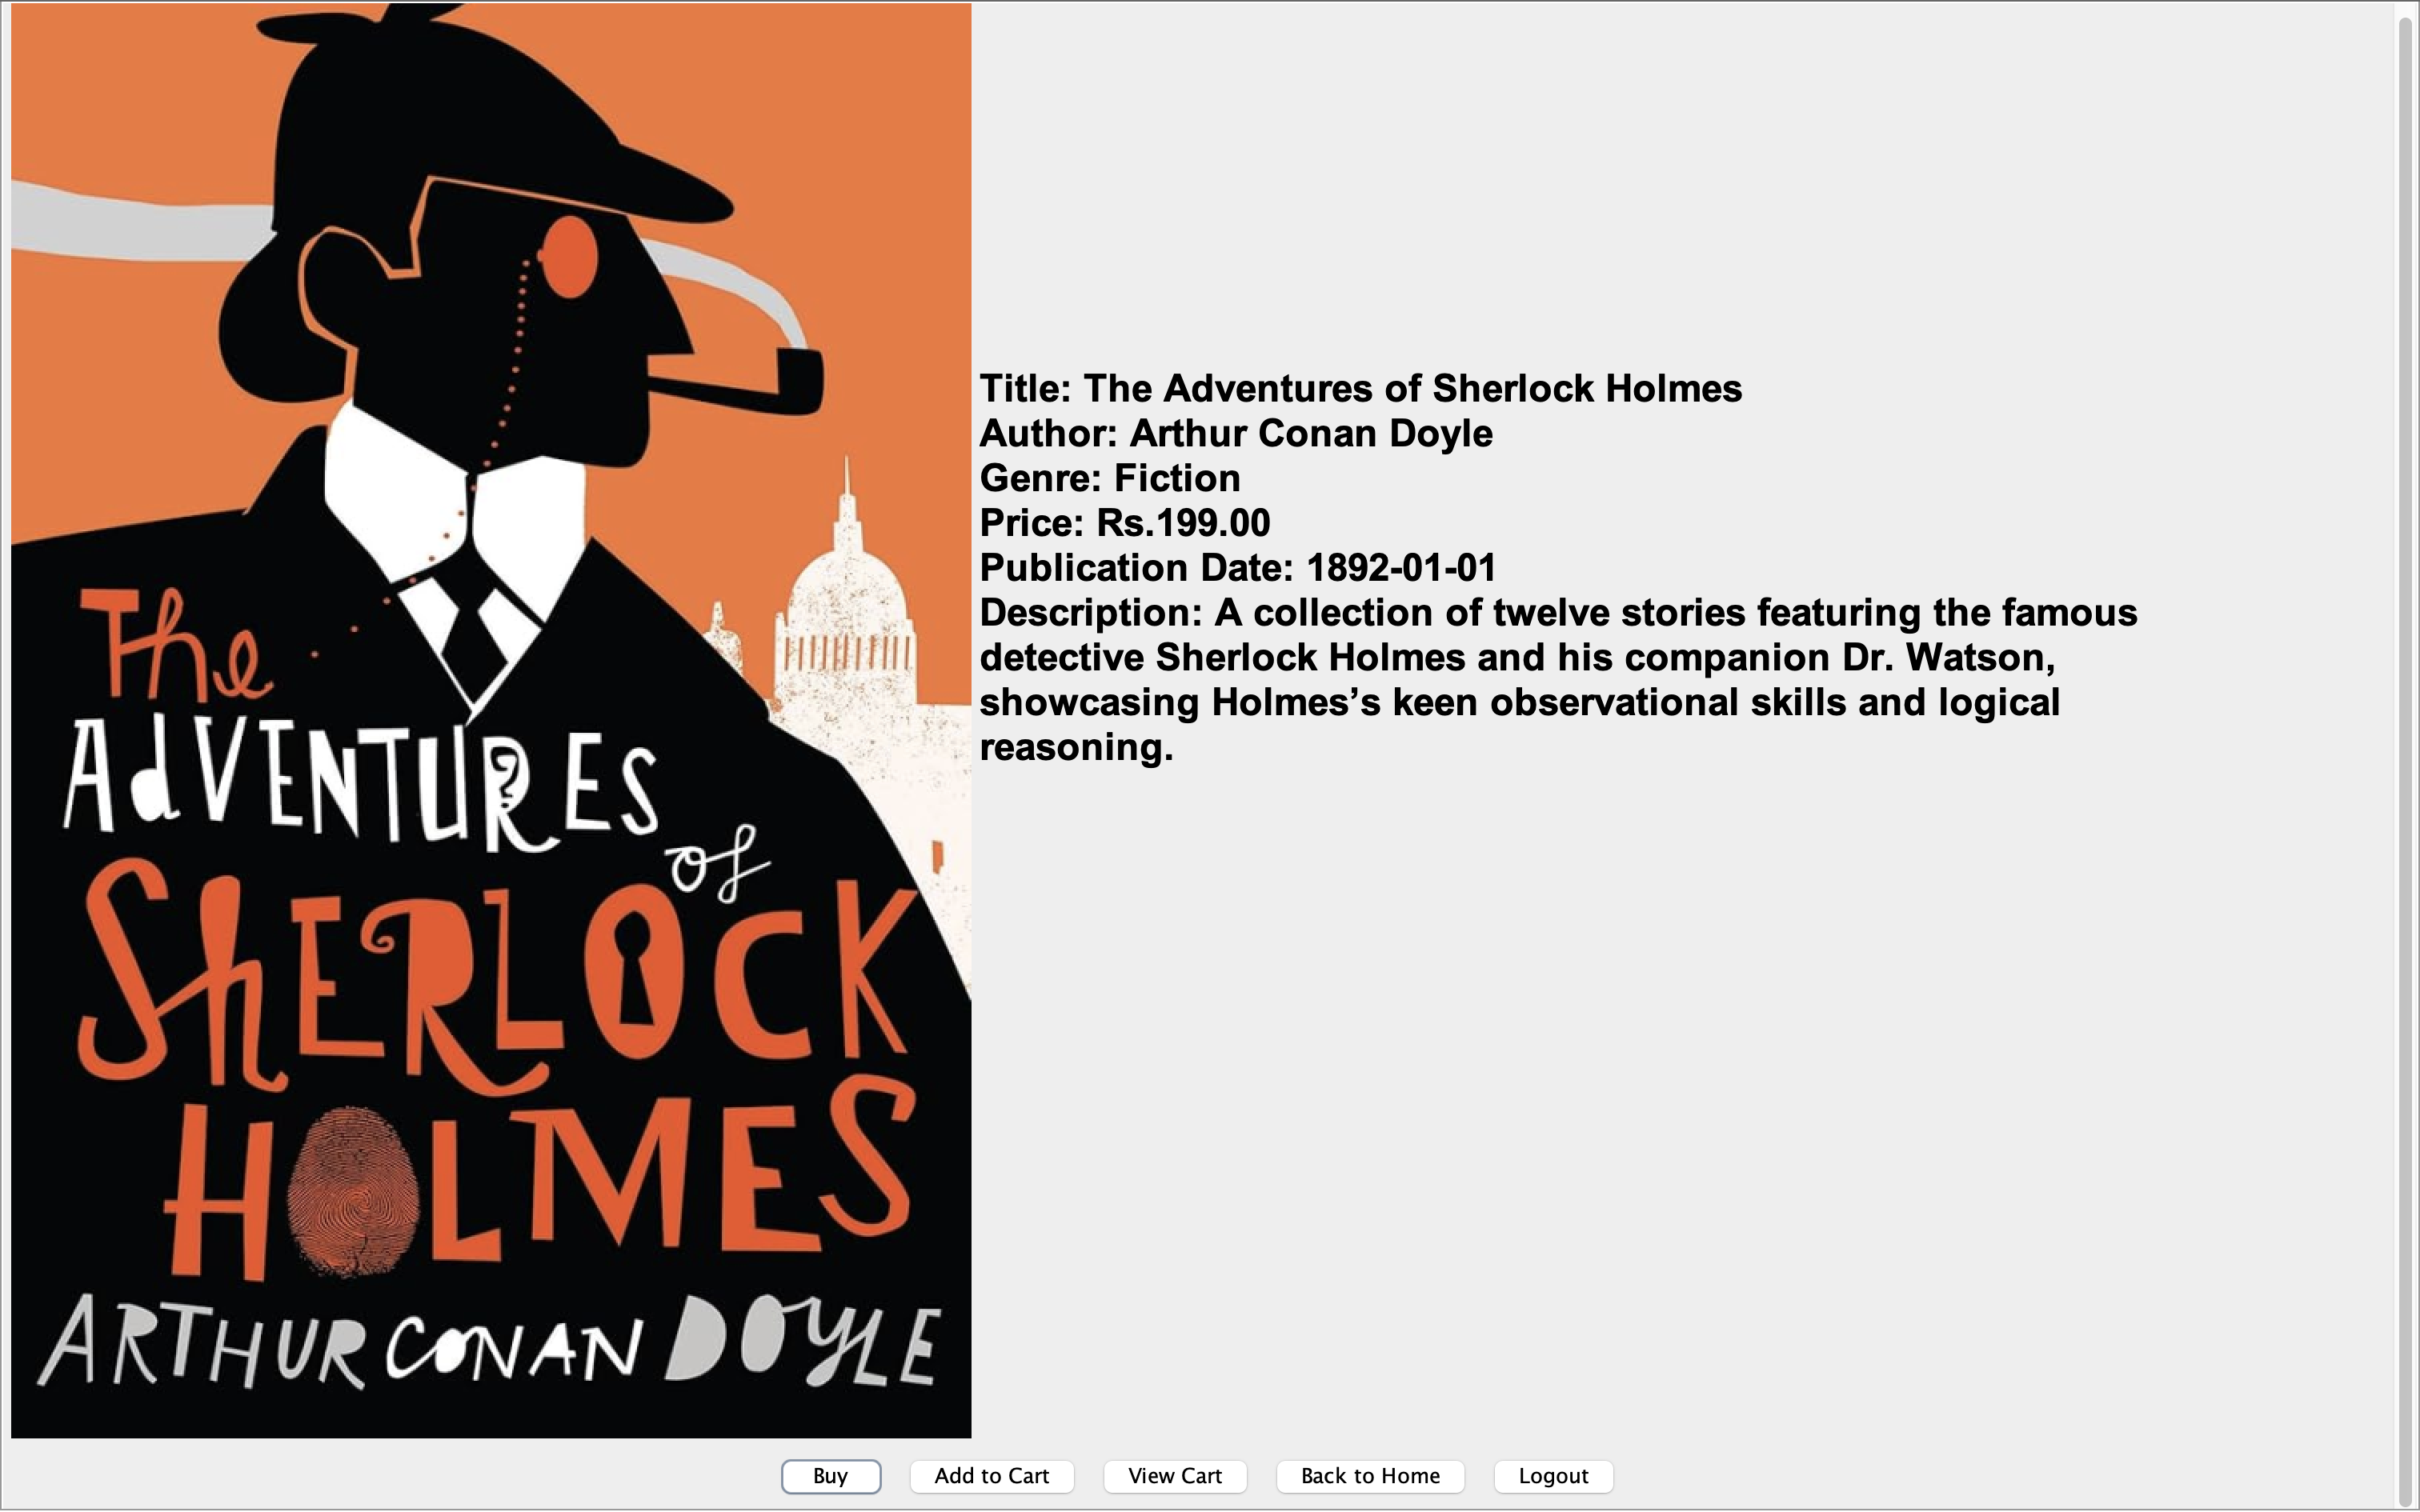 The
AdVENTURES
of
ShERLOCK
HOLMES
ARTHUR CONAN DOyLE
Title: The Adventures of Sherlock Holmes
Author: Arthur Conan Doyle
Genre: Fiction
Price: Rs.199.00
Publication Date: 1892-01-01
Description: A collection of twelve stories featuring the famous
detective Sherlock Holmes and his companion Dr. Watson,
showcasing Holmes’s keen observational skills and logical
reasoning.
Buy Add to Cart View Cart Back to Home Logout